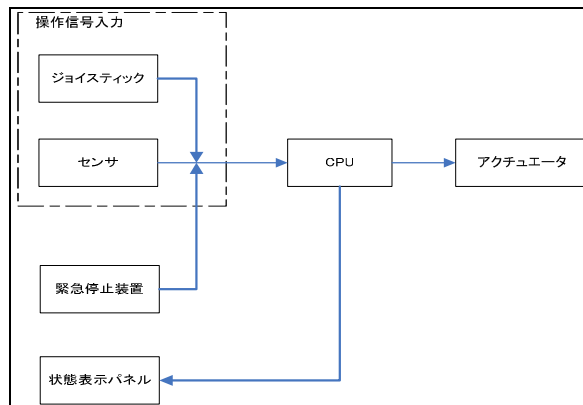 操作信号入力
ジョイスティック
センサ
CPU
アクチュエータ
緊急停止装置
状態表示パネル